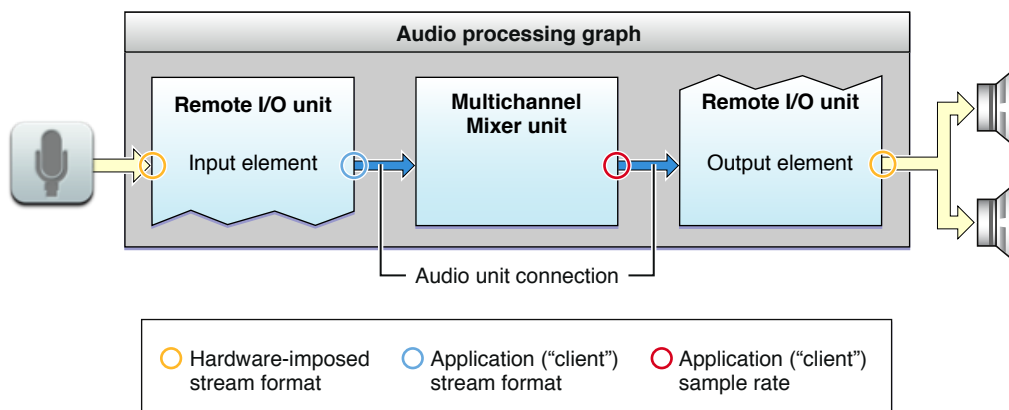 Audio processing graph
Remote I/O unit
Input element
Multichannel
Mixer unit
Remote I/O unit
Output element
Audio unit connection
Hardware-imposed
stream format
Application (“client”)
stream format
Application (“client”)
sample rate